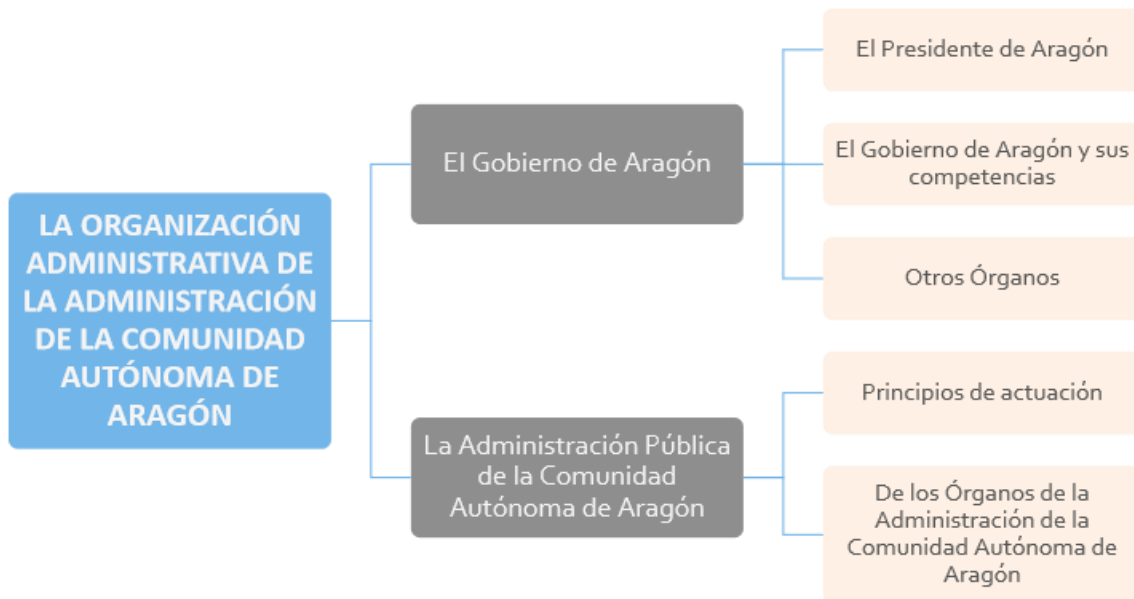 LA ORGANIZACIÓN
ADMINISTRATIVA DE
LA ADMINISTRACIÓN
DE LA COMUNIDAD
AUTÓNOMA DE
ARAGÓN
El Gobierno de Aragón
El Presidente de Aragón
El Gobierno de Aragón y sus
competencias
Otros Órganos
La Administración Pública
de la Comunidad
Autónoma de Aragón
Principios de actuación
De los Órganos de la
Administración de la
Comunidad Autónoma de
Aragón